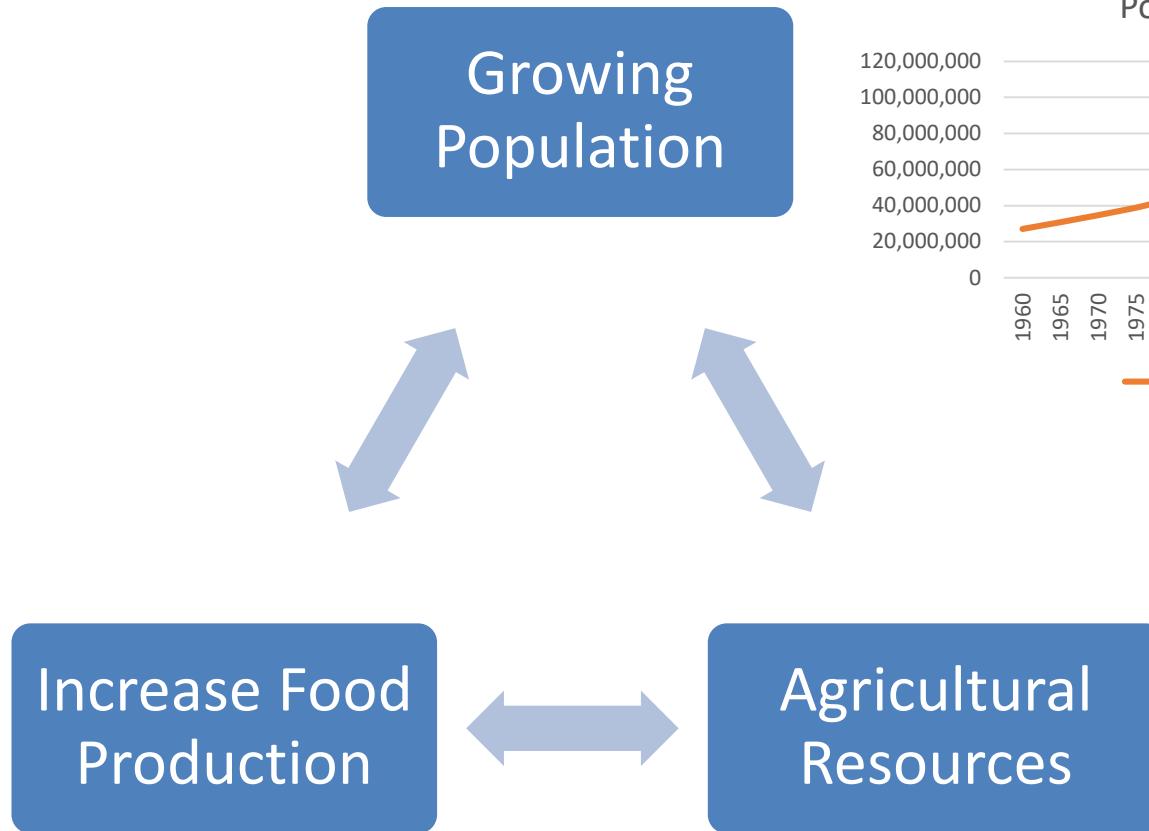 Growing
Population
120,000,000
100,000,000
80,000,000
60,000,000
40,000,000
20,000,000
0
1960
1965
1970
1975
Increase Food
Production
Agricultural
Resources